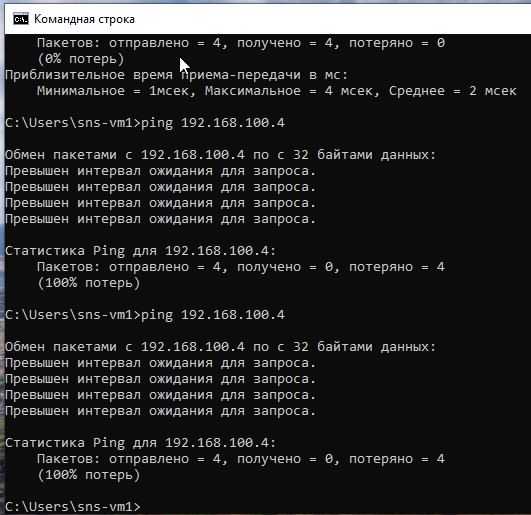 Командная строка
Пакетов: отправлено = 4, получено = 4, потеряно = 0
(0% потерь)
Приблизительное время приема-передачи в мс:
Минимальное = 1мсек, Максимальное = 4 мсек, Среднее = 2 мсек
C:\Users\sns-vm1>ping 192.168.100.4
Обмен пакетами с 192.168.100.4 по с 32 байтами данных:
Превышен интервал ожидания для запроса.
Превышен интервал ожидания для запроса.
Превышен интервал ожидания для запроса.
Превышен интервал ожидания для запроса.
Статистика Ping для 192.168.100.4:
Пакетов: отправлено = 4, получено = 0, потеряно = 4
(100% потерь)
C:\Users\sns-vm1>ping 192.168.100.4
Обмен пакетами с 192.168.100.4 по с 32 байтами данных:
Превышен интервал ожидания для запроса.
Превышен интервал ожидания для запроса.
Превышен интервал ожидания для запроса.
Превышен интервал ожидания для запроса.
Статистика Ping для 192.168.100.4:
Пакетов: отправлено = 4, получено = 0, потеряно = 4
(100% потерь)
C:\Users\sns-vm1>